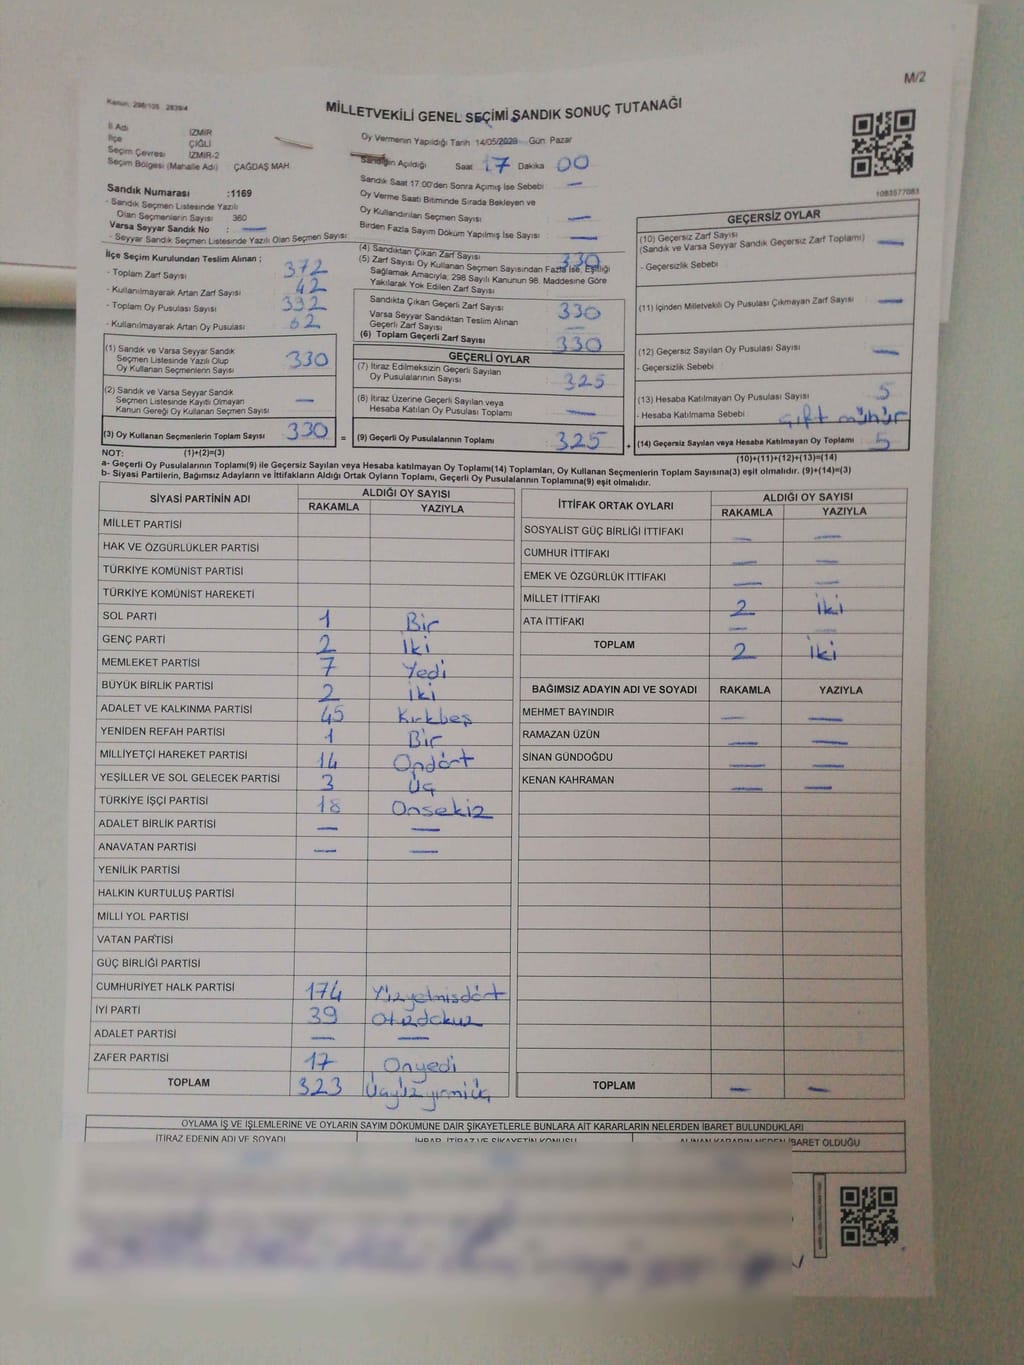 M/2
Kanun, 298/105 2839/4
MİLLETVEKİLİ GENEL SEÇİMİ SANDIK SONUÇ TUTANAĞI
İl Adı İZMİR
İlçe ÇİĞLİ
Seçim Çevresi İZMİR-2
Seçim Bölgesi (Mahalle Adı) ÇAĞDAŞ MAH.
Sandık Numarası :1169
- Sandık Seçmen Listesinde Yazılı
Olan Seçmenlerin Sayısı 360
Varsa Seyyar Sandık No : —
- Seyyar Sandık Seçmen Listesinde Yazılı Olan Seçmen Sayısı:
Oy Vermenin Yapıldığı Tarih 14/05/2023 Gün Pazar
Sandığın Açıldığı Saat 17 Dakika 00
Sandık Saat 17:00'den Sonra Açımış İse Sebebi —
Oy Verme Saati Bitiminde Sırada Bekleyen ve
Oy Kullandırılan Seçmen Sayısı —
Birden Fazla Sayım Döküm Yapılmış İse Sayısı —
1083577083
İlçe Seçim Kurulundan Teslim Alınan ;
- Toplam Zarf Sayısı 372
- Kullanılmayarak Artan Zarf Sayısı 42
- Toplam Oy Pusulası 392
- Kullanılmayarak Artan Oy Pusulası 62
(4) Sandıktan Çıkan Zarf Sayısı 330
(5) Zarf Sayısı Oy Kullanan Seçmen Sayısından Fazla İse, Eşitliği
Sağlamak Amacıyla, 298 Sayılı Kanunun 98. Maddesine Göre
Yakılarak Yok Edilen Zarf Sayısı
Sandıkta Çıkan Geçerli Zarf Sayısı 330
Varsa Seyyar Sandıktan Teslim Alınan
Geçerli Zarf Sayısı —
(6) Toplam Geçerli Zarf Sayısı 330
GEÇERSİZ OYLAR
(10) Geçersiz Zarf Sayısı
(Sandık ve Varsa Seyyar Sandık Geçersiz Zarf Toplamı) —
- Geçersizlik Sebebi
(11) İçinden Milletvekili Oy Pusulası Çıkmayan Zarf Sayısı —
(12) Geçersiz Sayılan Oy Pusulası Sayısı —
- Geçersizlik Sebebi
(13) Hesaba Katılmayan Oy Pusulası Sayısı 5
- Hesaba Katılmama Sebebi Çift mühür
(14) Geçersiz Sayılan veya Hesaba Katılmayan Oy Toplamı 5
(1) Sandık ve Varsa Seyyar Sandık
Seçmen Listesinde Yazılı Olup
Oy Kullanan Seçmenlerin Sayısı 330
(2) Sandık ve Varsa Seyyar Sandık
Seçmen Listesinde Kayıtlı Olmayan
Kanun Gereği Oy Kullanan Seçmen Sayısı —
(3) Oy Kullanan Seçmenlerin Toplam Sayısı 330 =
GEÇERLİ OYLAR
(7) İtiraz Edilmeksizin Geçerli Sayılan
Oy Pusulalarının Sayısı 325
(8) İtiraz Üzerine Geçerli Sayılan veya
Hesaba Katılan Oy Pusulası Toplamı —
(9) Geçerli Oy Pusulalarının Toplamı 325 +
NOT: (1)+(2)=(3) (10)+(11)+(12)+(13)=(14)
a- Geçerli Oy Pusulalarının Toplamı(9) ile Geçersiz Sayılan veya Hesaba katılmayan Oy Toplamı(14) Toplamları, Oy Kullanan Seçmenlerin Toplam Sayısına(3) eşit olmalıdır. (9)+(14)=(3)
b- Siyasi Partilerin, Bağımsız Adayların ve İttifakların Aldığı Ortak Oyların Toplamı, Geçerli Oy Pusulalarının Toplamına(9) eşit olmalıdır.
SİYASİ PARTİNİN ADI ALDIĞI OY SAYISI
RAKAMLA YAZIYLA
MİLLET PARTİSİ
HAK VE ÖZGÜRLÜKLER PARTİSİ
TÜRKİYE KOMÜNİST PARTİSİ
TÜRKİYE KOMÜNİST HAREKETİ
SOL PARTİ 1 Bir
GENÇ PARTİ 2 İki
MEMLEKET PARTİSİ 7 Yedi
BÜYÜK BİRLİK PARTİSİ 2 İki
ADALET VE KALKINMA PARTİSİ 45 Kırkbeş
YENİDEN REFAH PARTİSİ 1 Bir
MİLLİYETÇİ HAREKET PARTİSİ 14 Ondört
YEŞİLLER VE SOL GELECEK PARTİSİ 3 Üç
TÜRKİYE İŞÇİ PARTİSİ 18 Onsekiz
ADALET BİRLİK PARTİSİ — —
ANAVATAN PARTİSİ — —
YENİLİK PARTİSİ
HALKIN KURTULUŞ PARTİSİ
MİLLİ YOL PARTİSİ
VATAN PARTİSİ
GÜÇ BİRLİĞİ PARTİSİ
CUMHURİYET HALK PARTİSİ 174 Yüzyetmisdört
İYİ PARTİ 39 Otuzdokuz
ADALET PARTİSİ — —
ZAFER PARTİSİ 17 Onyedi
TOPLAM 323 Üçyüzyirmiüç
İTTİFAK ORTAK OYLARI ALDIĞI OY SAYISI
RAKAMLA YAZIYLA
SOSYALİST GÜÇ BİRLİĞİ İTTİFAKI — —
CUMHUR İTTİFAKI — —
EMEK VE ÖZGÜRLÜK İTTİFAKI — —
MİLLET İTTİFAKI 2 İki
ATA İTTİFAKI — —
TOPLAM 2 İki
BAĞIMSIZ ADAYIN ADI VE SOYADI RAKAMLA YAZIYLA
MEHMET BAYINDIR — —
RAMAZAN ÜZÜN — —
SİNAN GÜNDOĞDU — —
KENAN KAHRAMAN — —
TOPLAM — —
OYLAMA İŞ VE İŞLEMLERİNE VE OYLARIN SAYIM DÖKÜMÜNE DAİR ŞİKAYETLERLE BUNLARA AİT KARARLARIN NELERDEN İBARET BULUNDUKLARI
İTİRAZ EDENİN ADI VE SOYADI İHBAR, İTİRAZ VE ŞİKAYETİN KONUSU ALINAN KARARIN NEDEN İBARET OLDUĞU